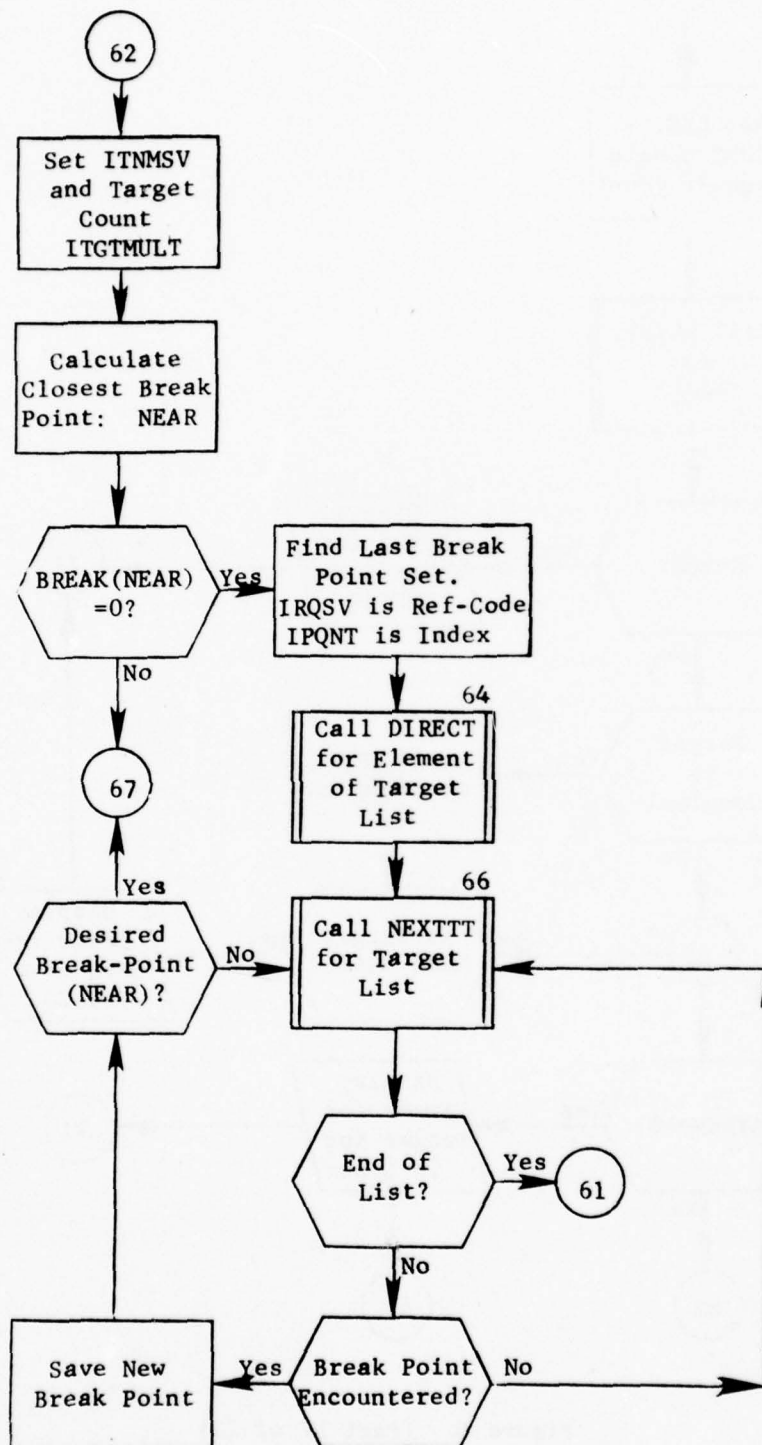 62
Set ITNMSV
and Target
Count
ITGTMULT
Calculate
Closest Break
Point: NEAR
BREAK(NEAR)
=0?
Yes
No
Find Last Break
Point Set.
IRQSV is Ref-Code
IPQNT is Index
64
Call DIRECT
for Element
of Target
List
67
Yes
Desired
Break-Point
(NEAR)?
No
66
Call NEXTTT
for Target
List
End of
List?
Yes
61
No
Break Point
Encountered?
Yes
No
Save New
Break Point